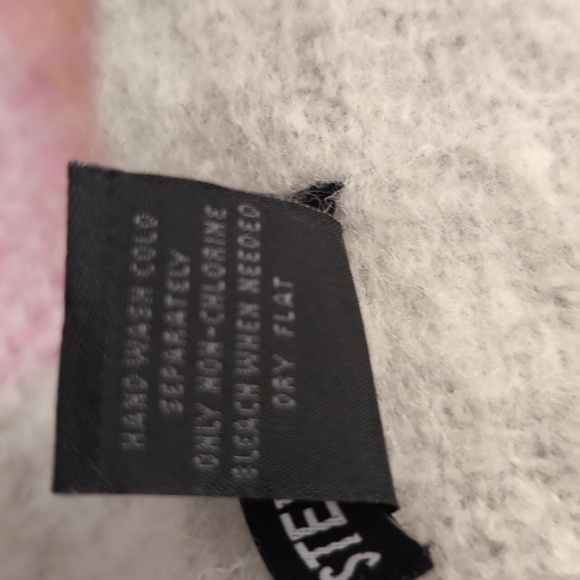 HAND WASH COLD
SEPARATELY
ONLY NON-CHLORINE
BLEACH WHEN NEEDED
DRY FLAT